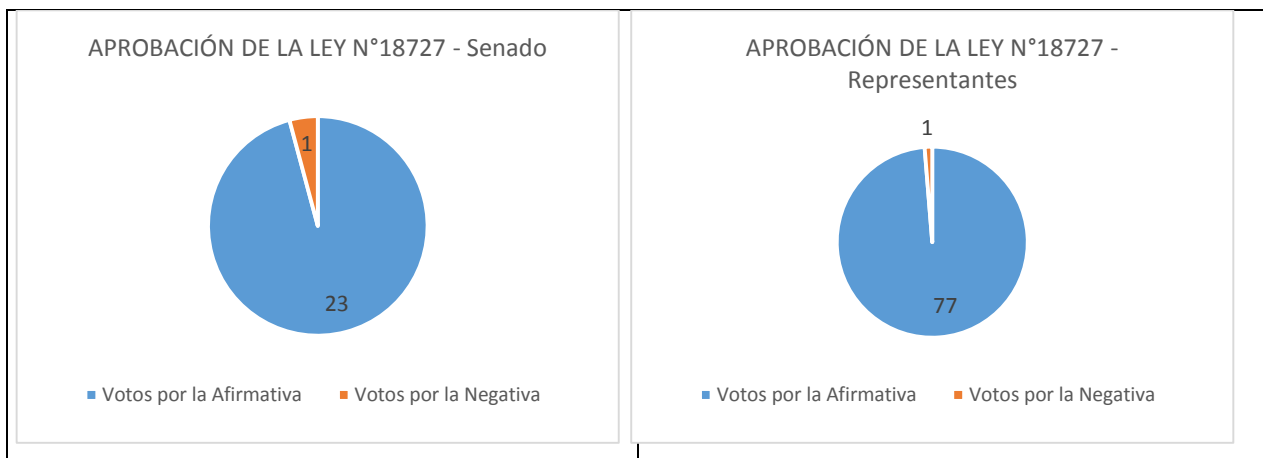 APROBACIÓN DE LA LEY N°18727 - Senado
1
23
Votos por la Afirmativa
Votos por la Negativa
APROBACIÓN DE LA LEY N°18727 -
Representantes
1
77
Votos por la Afirmativa
Votos por la Negativa